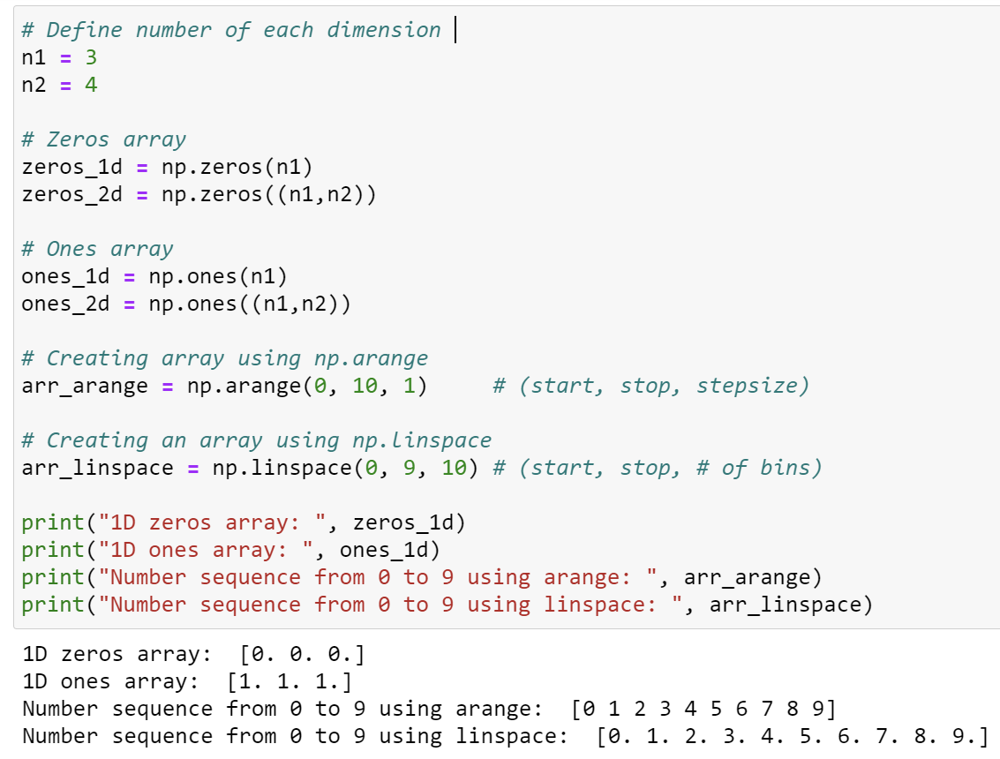 # Define number of each dimension
n1 = 3
n2 = 4
# Zeros array
zeros_1d = np.zeros(n1)
zeros_2d = np.zeros((n1,n2))
# Ones array
ones_1d = np.ones(n1)
ones_2d = np.ones((n1,n2))
# Creating array using np.arange
arr_arange = np.arange(0, 10, 1)     # (start, stop, stepsize)
# Creating an array using np.linspace
arr_linspace = np.linspace(0, 9, 10) # (start, stop, # of bins)
print("1D zeros array: ", zeros_1d)
print("1D ones array: ", ones_1d)
print("Number sequence from 0 to 9 using arange: ", arr_arange)
print("Number sequence from 0 to 9 using linspace: ", arr_linspace)
1D zeros array:  [0. 0. 0.]
1D ones array:  [1. 1. 1.]
Number sequence from 0 to 9 using arange:  [0 1 2 3 4 5 6 7 8 9]
Number sequence from 0 to 9 using linspace:  [0. 1. 2. 3. 4. 5. 6. 7. 8. 9.]